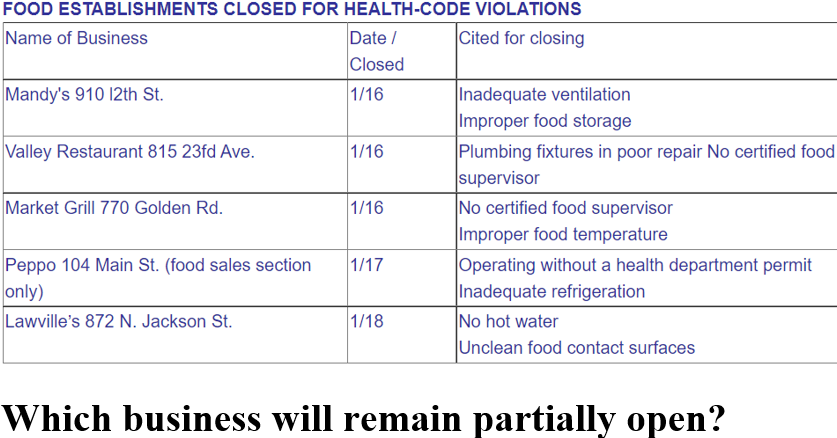 FOOD ESTABLISHMENTS CLOSED FOR HEALTH-CODE VIOLATIONS
Name of Business
Date /
Closed
Cited for closing
Mandy's 910 l2th St.
1/16
Inadequate ventilation
Improper food storage
Valley Restaurant 815 23fd Ave.
1/16
Plumbing fixtures in poor repair No certified food
supervisor
Market Grill 770 Golden Rd.
1/16
No certified food supervisor
Improper food temperature
Peppo 104 Main St. (food sales section
only)
1/17
Operating without a health department permit
Inadequate refrigeration
Lawville’s 872 N. Jackson St.
1/18
No hot water
Unclean food contact surfaces
Which business will remain partially open?